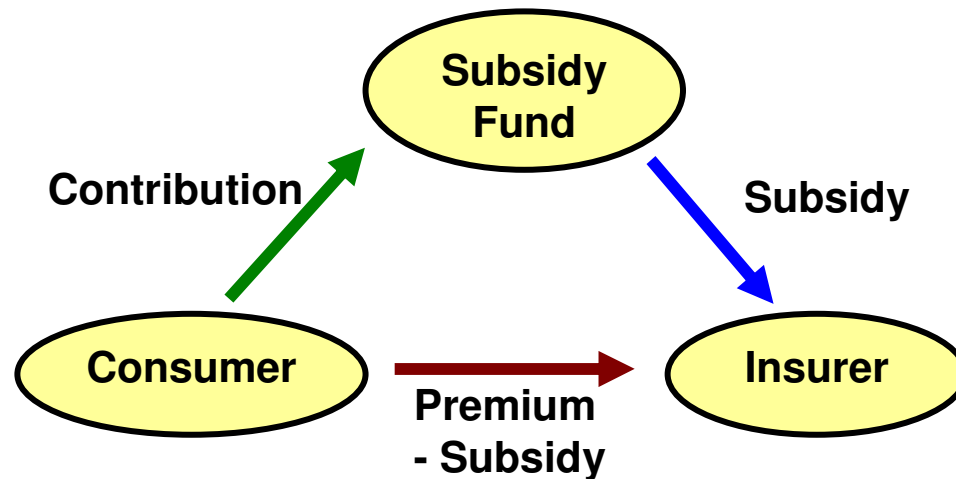 Subsidy
Fund
Contribution
Subsidy
Consumer
Insurer
Premium
- Subsidy